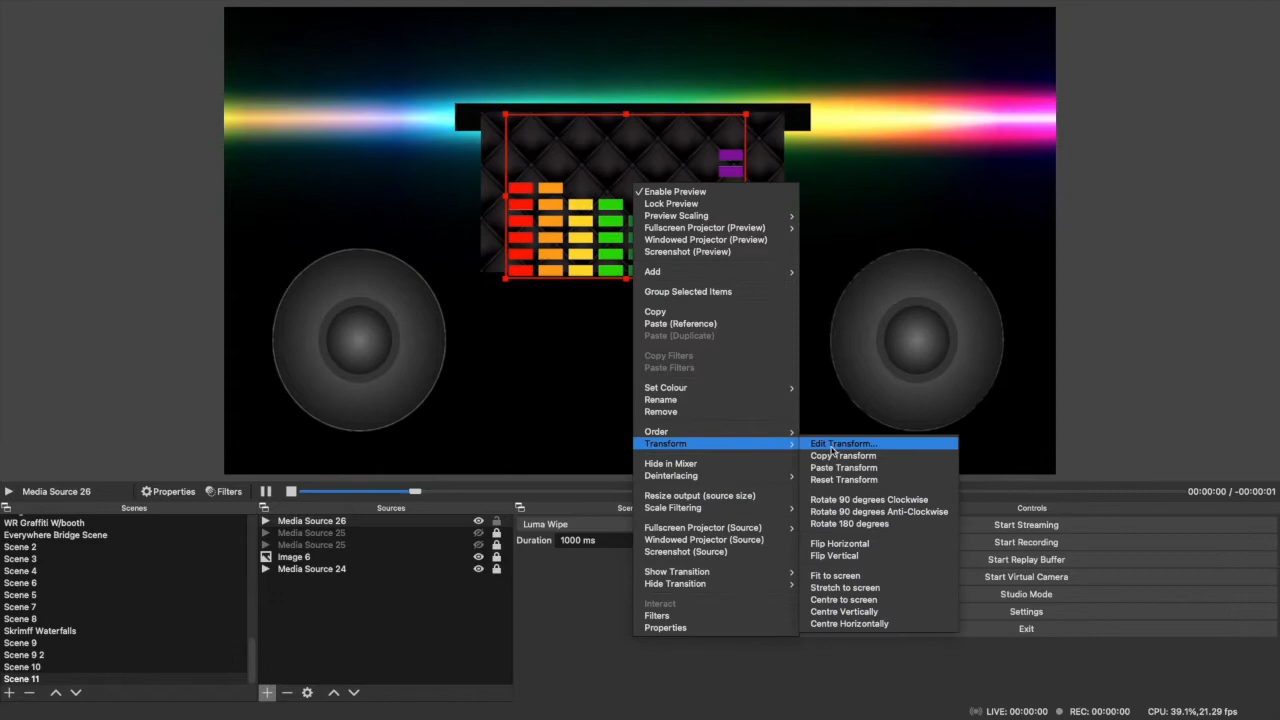 ✓ Enable Preview
Lock Preview
Preview Scaling
Fullscreen Projector (Preview)
Windowed Projector (Preview)
Screenshot (Preview)
Add
Group Selected Items
Copy
Paste (Reference)
Paste (Duplicate)
Copy Filters
Paste Filters
Set Colour
Rename
Remove
Order
Transform
Hide in Mixer
Deinterlacing
Resize output (source size)
Scale Filtering
Fullscreen Projector (Source)
Windowed Projector (Source)
Screenshot (Source)
Show Transition
Hide Transition
Interact
Filters
Properties
Edit Transform...
Copy Transform
Paste Transform
Reset Transform
Rotate 90 degrees Clockwise
Rotate 90 degrees Anti-Clockwise
Rotate 180 degrees
Flip Horizontal
Flip Vertical
Fit to screen
Stretch to screen
Centre to screen
Centre Vertically
Centre Horizontally
Media Source 26
Properties
Filters
00:00:00 / -00:00:01
Scenes
WR Graffiti W/booth
Everywhere Bridge Scene
Scene 2
Scene 3
Scene 4
Scene 6
Scene 5
Scene 7
Scene 8
Skrimff Waterfalls
Scene 9
Scene 9 2
Scene 10
Scene 11
Sources
Media Source 26
Media Source 25
Media Source 25
Image 6
Media Source 24
Luma Wipe
Duration 1000 ms
Controls
Start Streaming
Start Recording
Start Replay Buffer
Start Virtual Camera
Studio Mode
Settings
Exit
LIVE: 00:00:00 REC: 00:00:00 CPU: 39.1%,21.29 fps